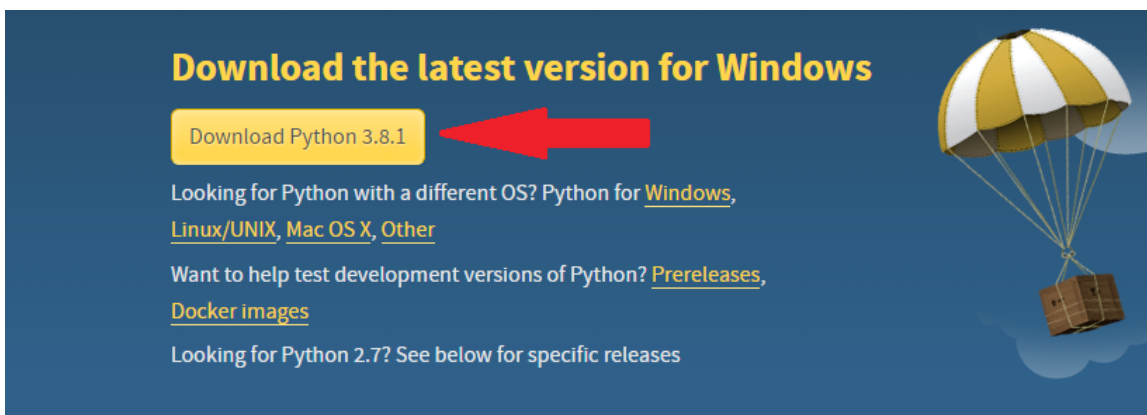 Download the latest version for Windows
Download Python 3.8.1
Looking for Python with a different OS? Python for Windows,
Linux/UNIX, Mac OS X, Other
Want to help test development versions of Python? Prereleases,
Docker images
Looking for Python 2.7? See below for specific releases